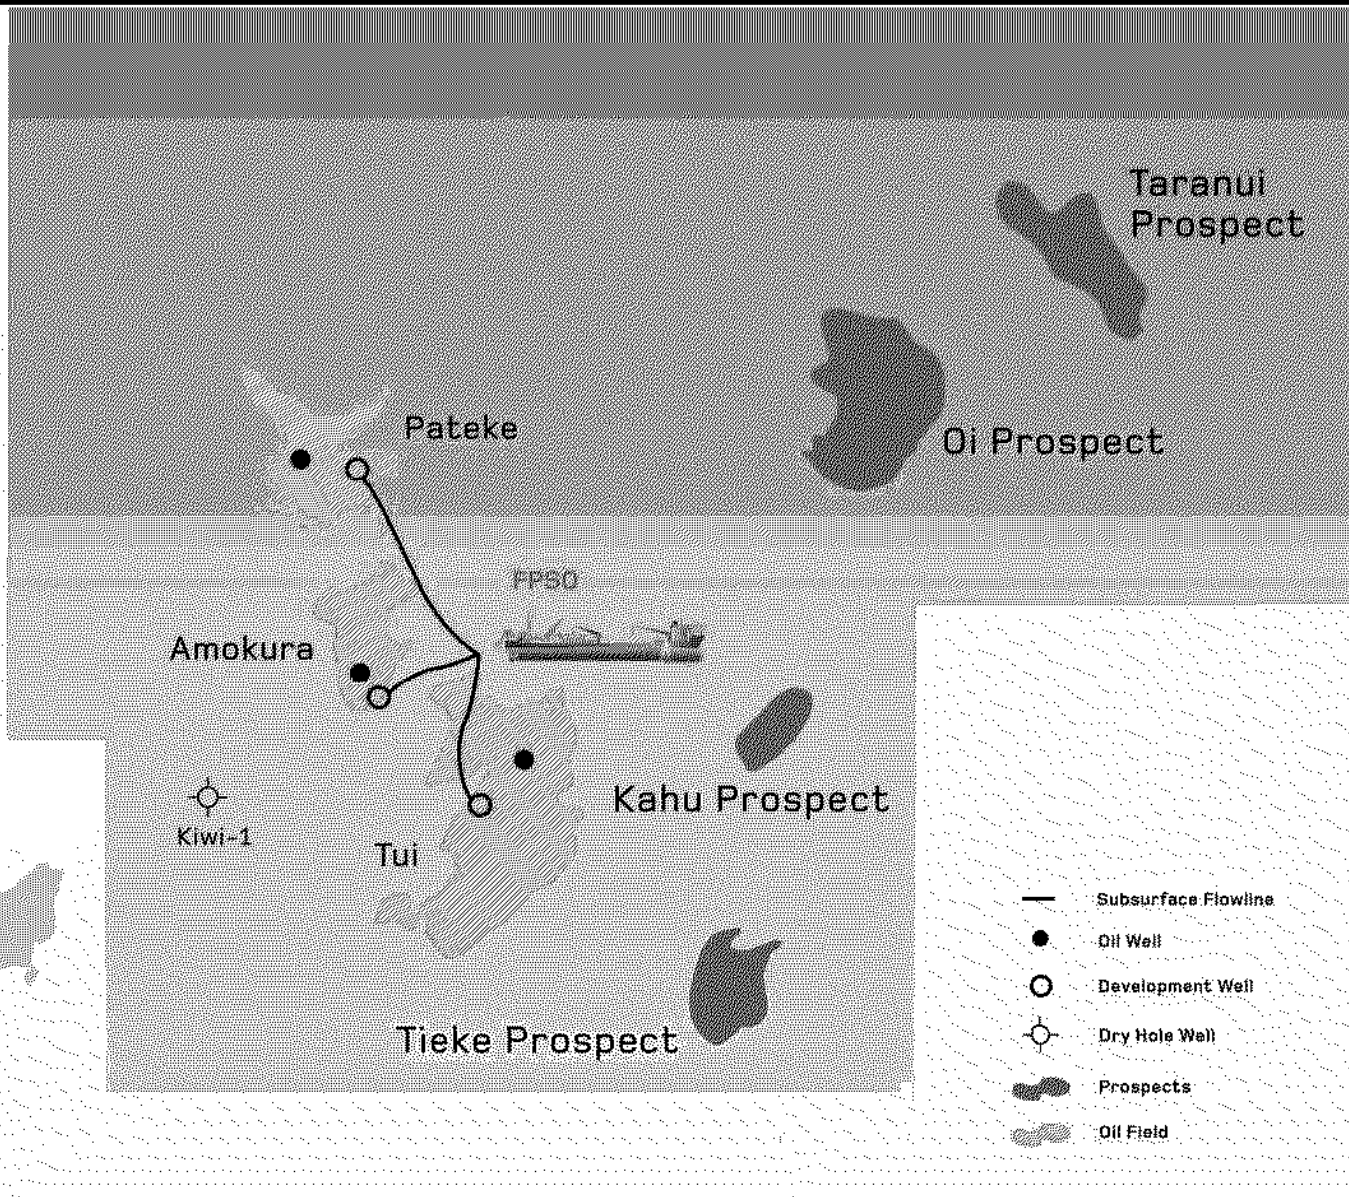 Taranui
Prospect
Pateke
Oi Prospect
FPSO
Amokura
Kahu Prospect
Kiwi-1
Tui
Tieke Prospect
Subsurface Flowline
Oil Well
Development Well
Dry Hole Well
Prospects
Oil Field